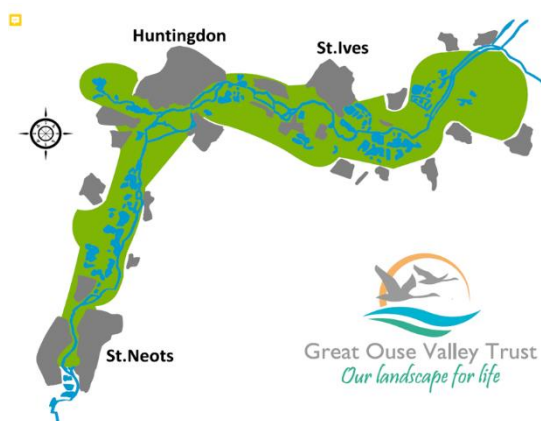 Huntingdon
St.Ives
St.Neots
Great Ouse Valley Trust
Our landscape for life